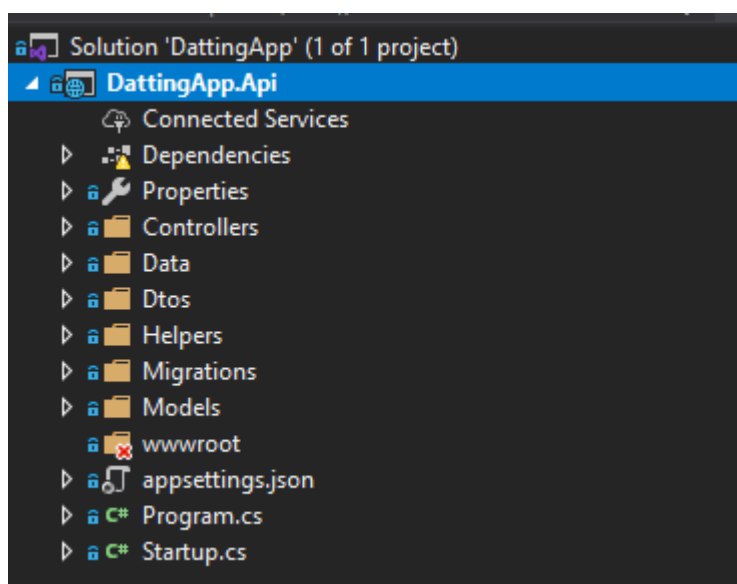 Solution 'DattingApp' (1 of 1 project)
DattingApp.Api
Connected Services
Dependencies
Properties
Controllers
Data
Dtos
Helpers
Migrations
Models
wwwroot
appsettings.json
C# Program.cs
C# Startup.cs